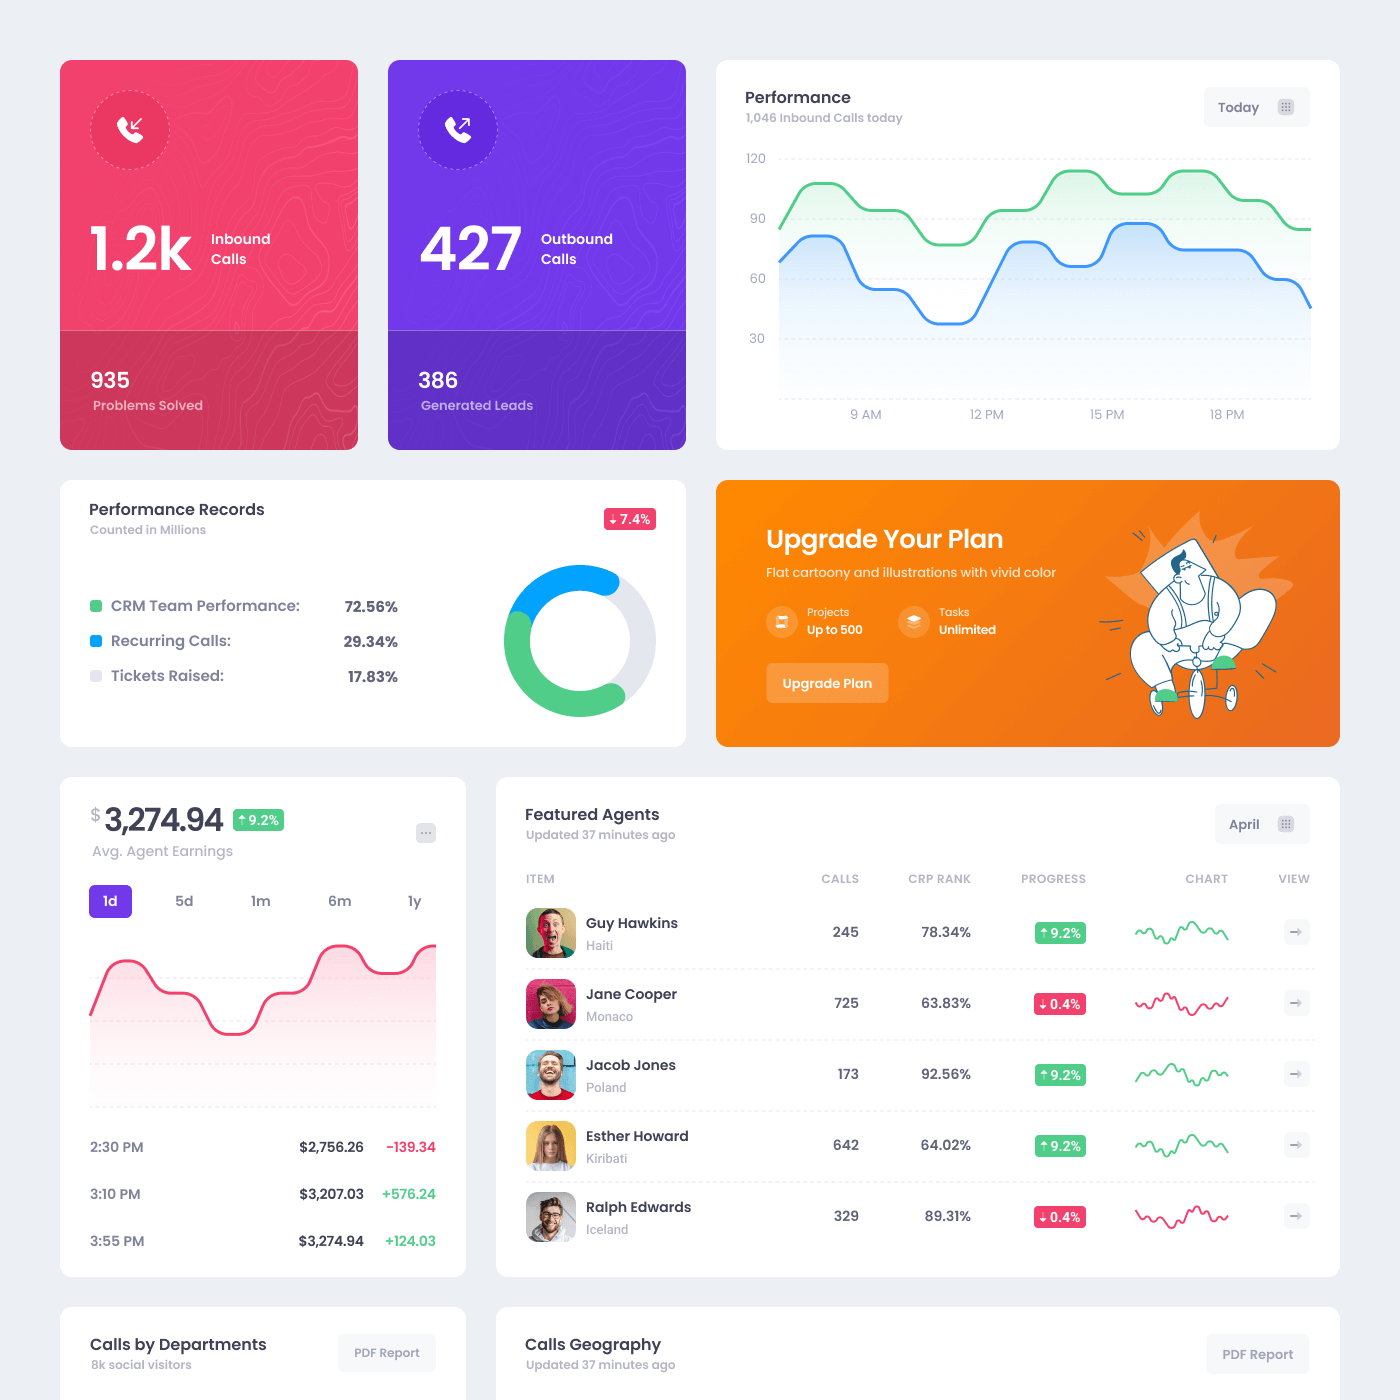 1.2k
Inbound
Calls
935
Problems Solved
427
Outbound
Calls
386
Generated Leads
Performance
1,046 Inbound Calls today
Today
120
90
60
30
9 AM
12 PM
15 PM
18 PM
Performance Records
Counted in Millions
7.4%
CRM Team Performance: 72.56%
Recurring Calls: 29.34%
Tickets Raised: 17.83%
Upgrade Your Plan
Flat cartoony and illustrations with vivid color
Projects
Up to 500
Tasks
Unlimited
Upgrade Plan
$ 3,274.94 9.2%
Avg. Agent Earnings
1d 5d 1m 6m 1y
2:30 PM $2,756.26 -139.34
3:10 PM $3,207.03 +576.24
3:55 PM $3,274.94 +124.03
Featured Agents
Updated 37 minutes ago
April
ITEM CALLS CRP RANK PROGRESS CHART VIEW
Guy Hawkins
Haiti
245 78.34% 9.2%
Jane Cooper
Monaco
725 63.83% 0.4%
Jacob Jones
Poland
173 92.56% 9.2%
Esther Howard
Kiribati
642 64.02% 9.2%
Ralph Edwards
Iceland
329 89.31% 0.4%
Calls by Departments
8k social visitors
PDF Report
Calls Geography
Updated 37 minutes ago
PDF Report